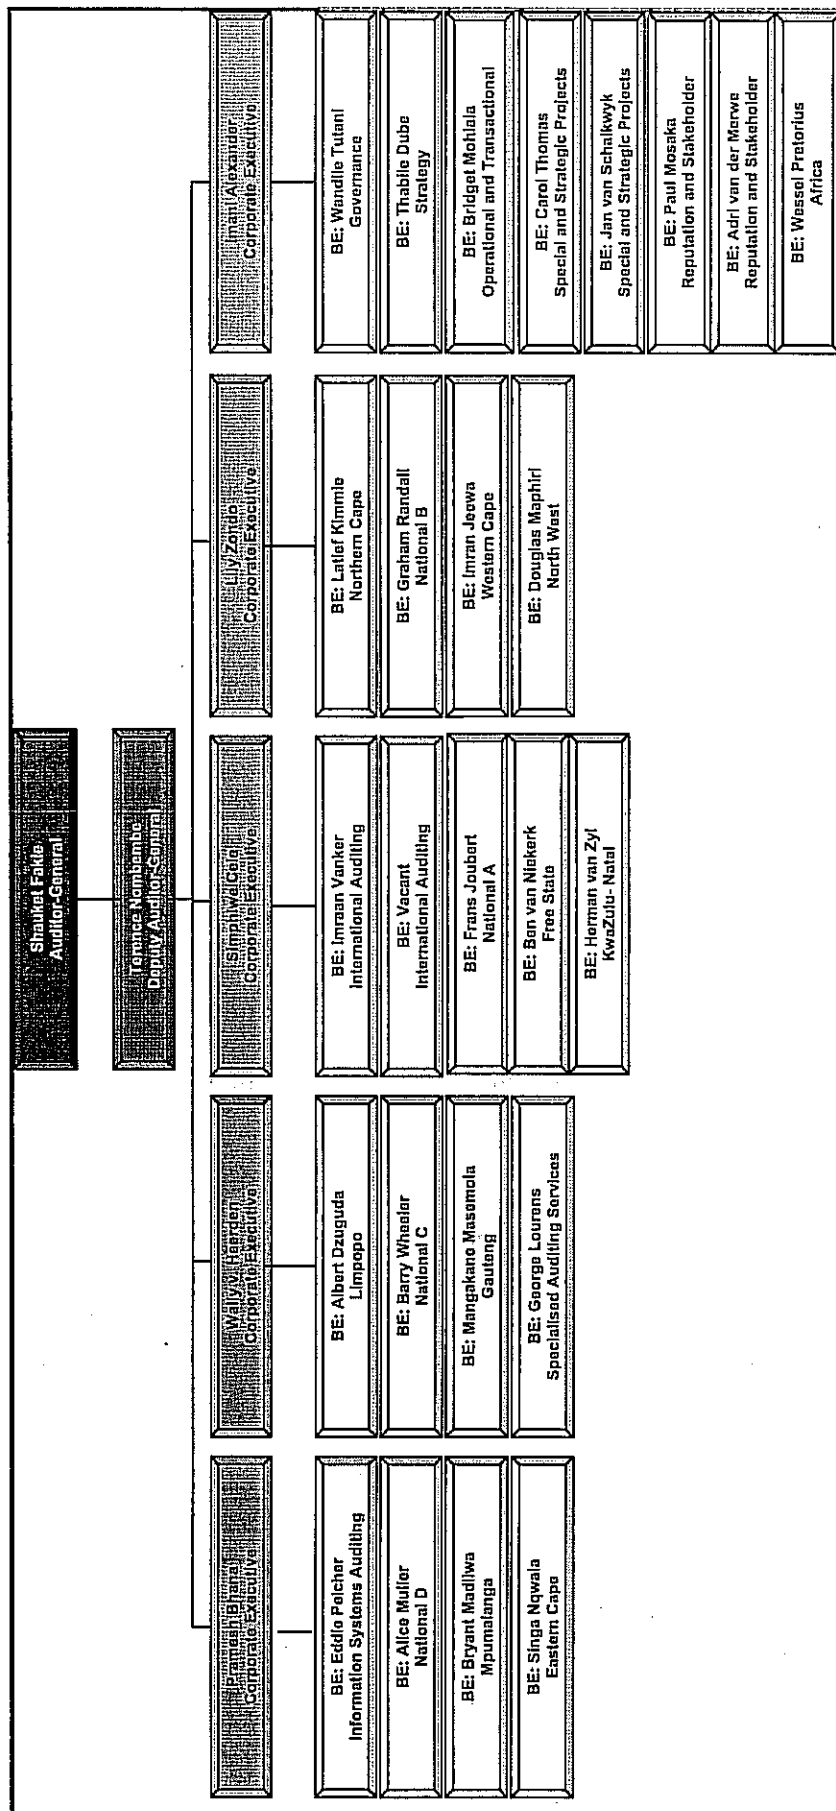 Shauket Fakie
Auditor-General
Terence Nombembe
Deputy Auditor-General
Pramesh Bhana
Corporate Executive
BE: Eddie Pelcher
Information Systems Auditing
BE: Alice Muller
National D
BE: Bryant Madliwa
Mpumalanga
BE: Singa Nqwala
Eastern Cape
Wally V. Heerden
Corporate Executive
BE: Albert Dzuguda
Limpopo
BE: Barry Wheeler
National C
BE: Mangakane Masemola
Gauteng
BE: George Lourens
Specialised Auditing Services
Simphiwe Cele
Corporate Executive
BE: Imraan Vanker
International Auditing
BE: Vacant
International Auditing
BE: Frans Joubert
National A
BE: Ben van Niekerk
Free State
BE: Herman van Zyl
KwaZulu- Natal
Lily Zondo
Corporate Executive
BE: Latief Kimmie
Northern Cape
BE: Graham Randall
National B
BE: Imran Jeewa
Western Cape
BE: Douglas Maphiri
North West
Imant Alexander
Corporate Executive
BE: Wandile Tutani
Governance
BE: Thabile Dube
Strategy
BE: Bridget Mohlala
Operational and Transactional
BE: Carol Thomas
Special and Strategic Projects
BE: Jan van Schalkwyk
Special and Strategic Projects
BE: Paul Mosaka
Reputation and Stakeholder
BE: Adri van der Merwe
Reputation and Stakeholder
BE: Wessel Pretorius
Africa